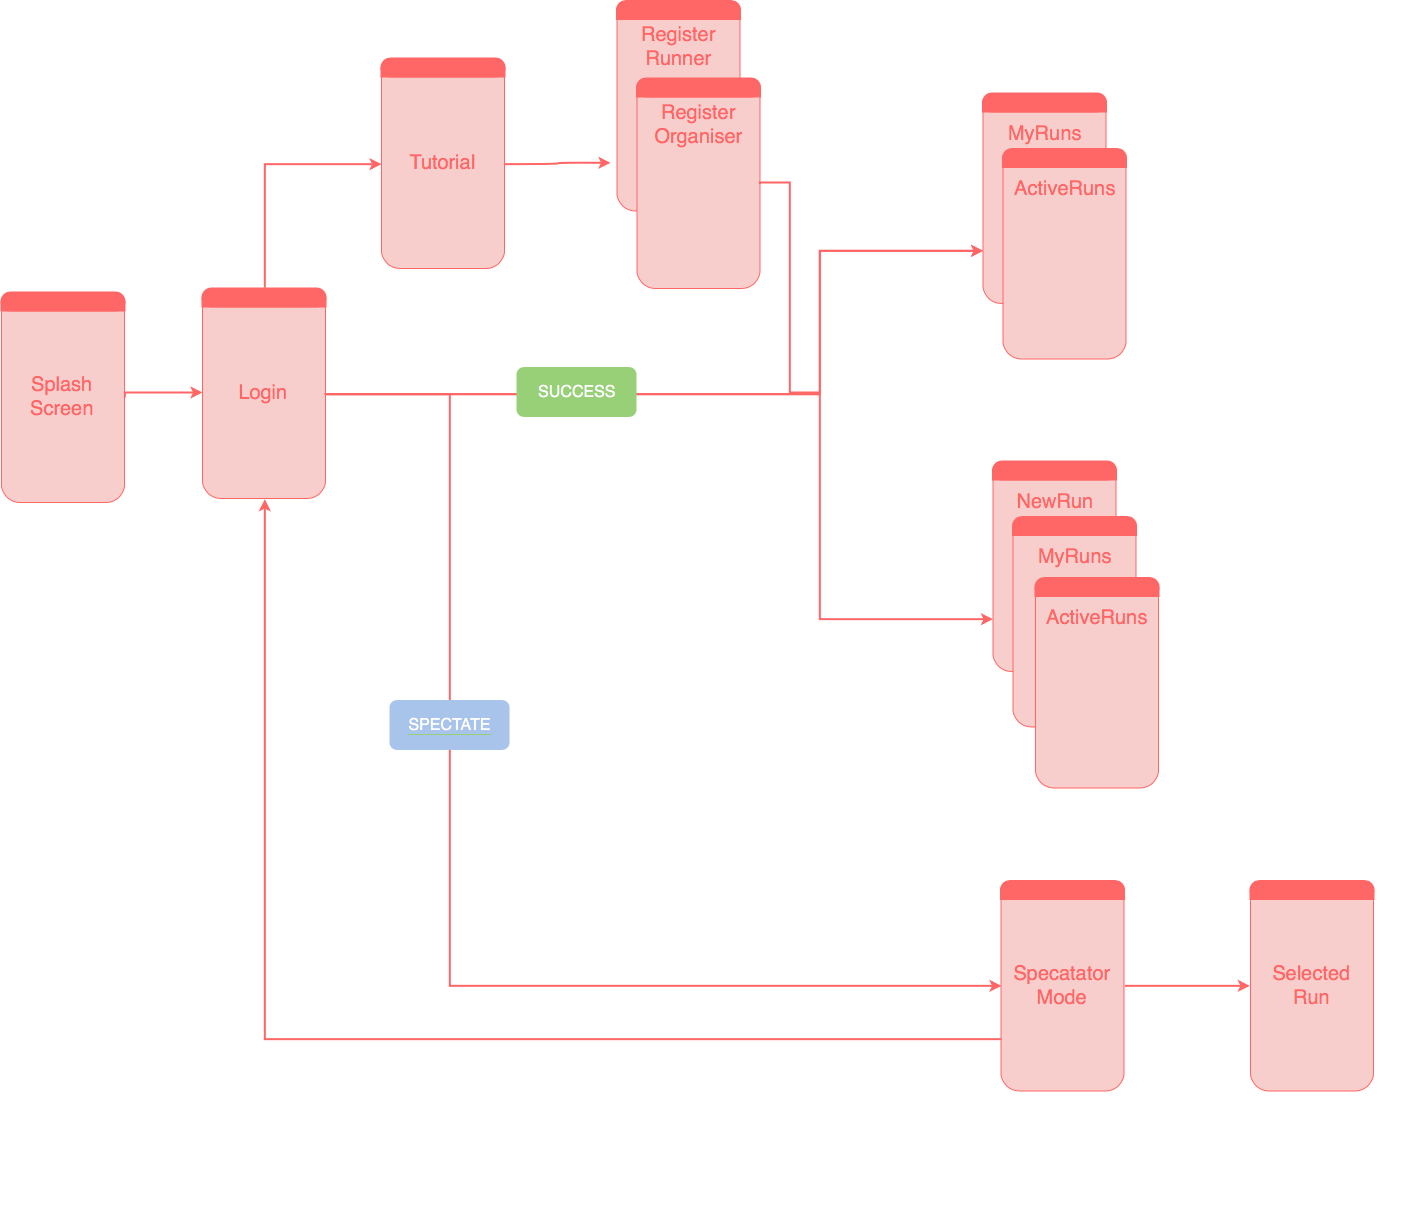 Register
Runner
Register
Organiser
MyRuns
ActiveRuns
Tutorial
Splash
Screen
Login
SUCCESS
NewRun
MyRuns
ActiveRuns
SPECTATE
Specatator
Mode
Selected
Run